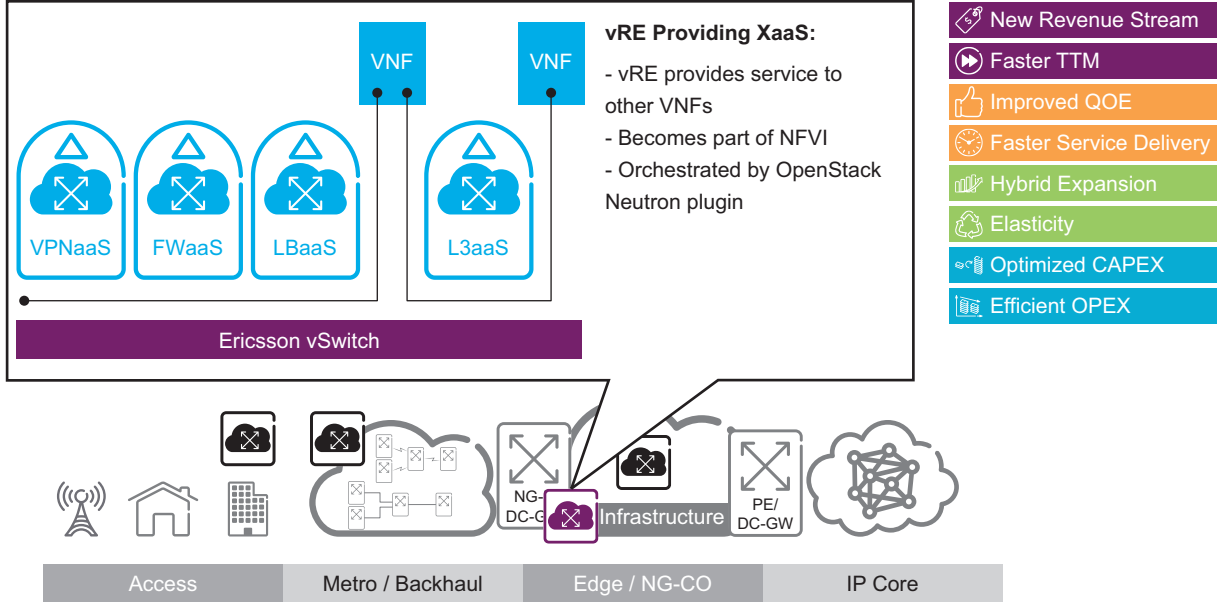 VNF
VNF
VPNaaS
FWaaS
LBaaS
L3aaS
Ericsson vSwitch
vRE Providing XaaS:
- vRE provides service to
other VNFs
- Becomes part of NFVI
- Orchestrated by OpenStack
Neutron plugin
New Revenue Stream
Faster TTM
Improved QOE
Faster Service Delivery
Hybrid Expansion
Elasticity
Optimized CAPEX
Efficient OPEX
NG-
DC-G
Infrastructure
PE/
DC-GW
Access
Metro / Backhaul
Edge / NG-CO
IP Core